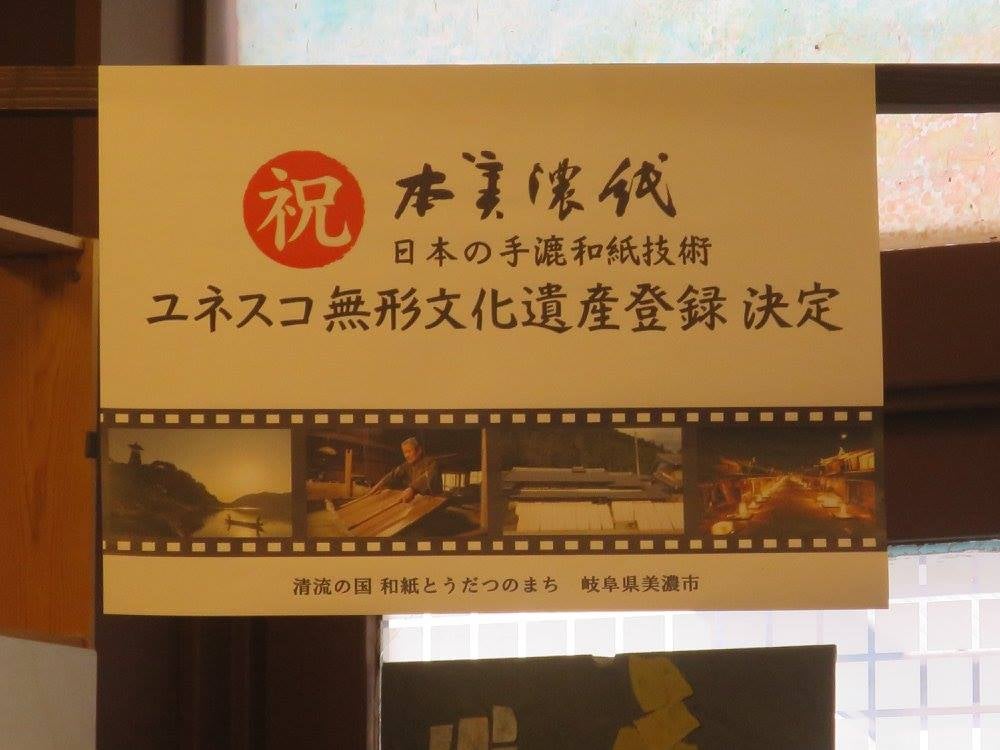 祝 本美濃紙
日本の手漉和紙技術
ユネスコ無形文化遺産登録 決定
清流の国 和紙とうだつのまち 岐阜県美濃市